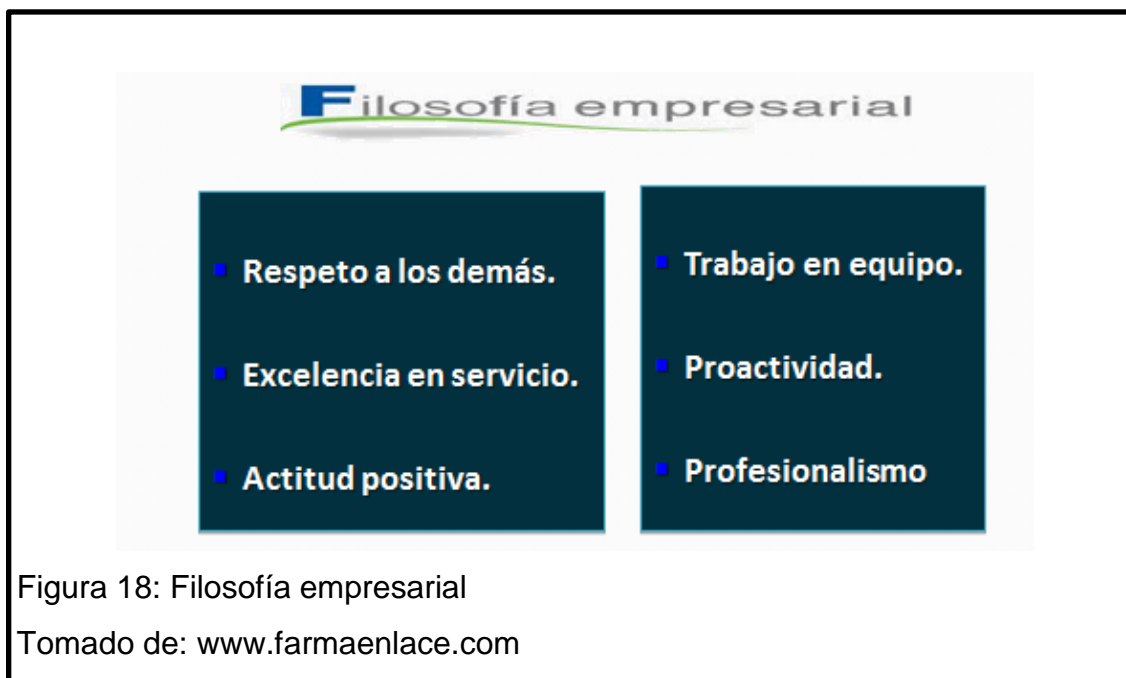 Filosofía empresarial
Respeto a los demás.
Excelencia en servicio.
Actitud positiva.
Trabajo en equipo.
Proactividad.
Profesionalismo
Figura 18: Filosofía empresarial
Tomado de: www.farmaenlace.com